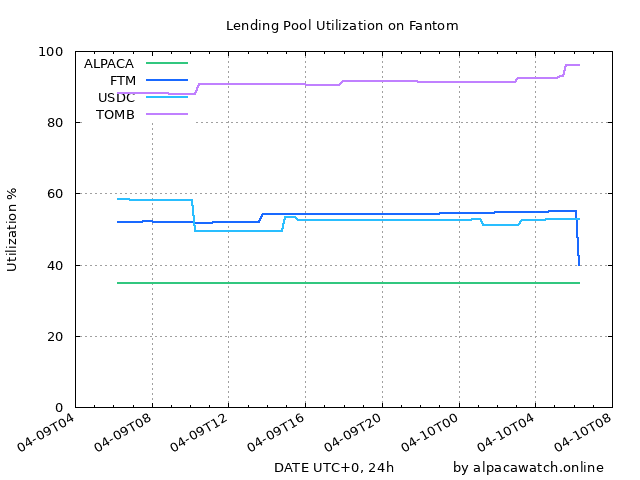 Lending Pool Utilization on Fantom
100
80
60
40
20
0
Utilization %
ALPACA
FTM
USDC
TOMB
04-09T04
04-09T08
04-09T12
04-09T16
04-09T20
04-10T00
04-10T04
04-10T08
DATE UTC+0, 24h
by alpacawatch.online